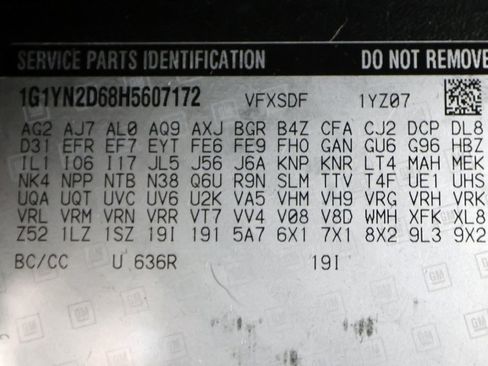 SERVICE PARTS IDENTIFICATION DO NOT REMOVE
1G1YN2D68H5607172 VFXSDF 1YZ07
AG2 AJ7 AL0 AQ9 AXJ BGR B4Z CFA CJ2 DCP DL8
D31 EFR EF7 EYT FE6 FE9 FHO GAN GU6 G96 HBZ
IL1 IO6 I17 JL5 J56 J6A KNP KNR LT4 MAH MEK
NK4 NPP NTB N38 Q6U R9N SLM TTV T4F UE1 UHS
UQA UQT UVC UV6 U2K VA5 VHM VH9 VRG VRH VRK
VRL VRM VRN VRR VT7 VV4 V08 V8D WMH XFK XL8
Z52 1LZ 1SZ 19I 191 5A7 6X1 7X1 8X2 9L3 9X2
BC/CC U 636R 19I